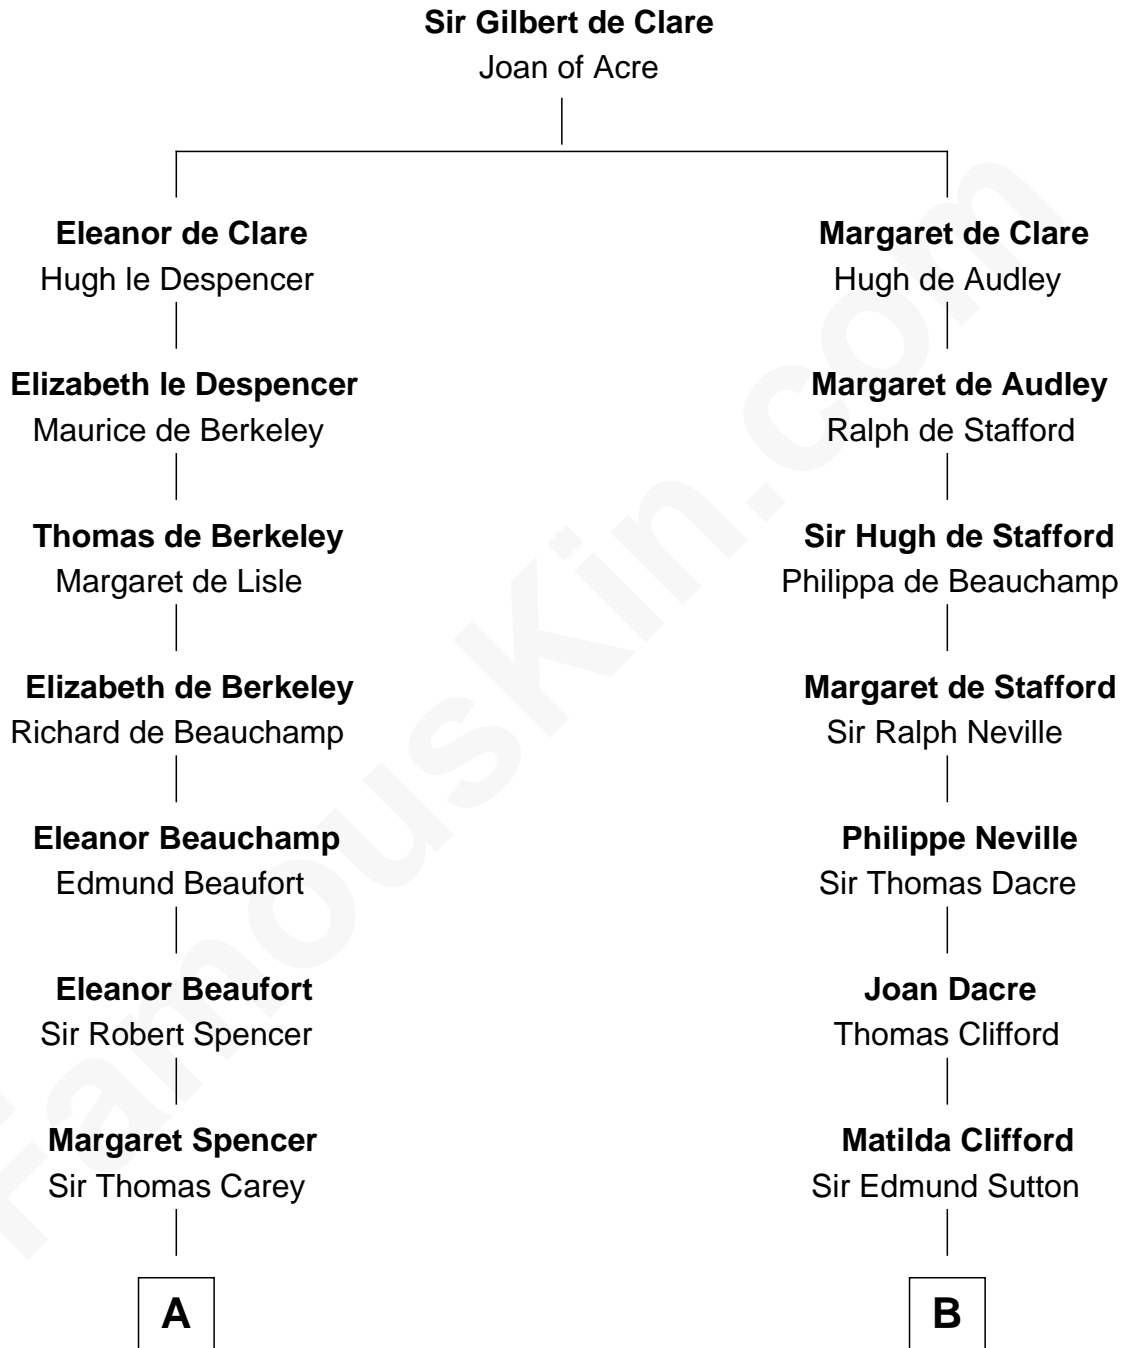 Sir Gilbert de Clare
Joan of Acre
Eleanor de Clare
Hugh le Despencer
Margaret de Clare
Hugh de Audley
Elizabeth le Despencer
Maurice de Berkeley
Margaret de Audley
Ralph de Stafford
Thomas de Berkeley
Margaret de Lisle
Sir Hugh de Stafford
Philippa de Beauchamp
Elizabeth de Berkeley
Richard de Beauchamp
Margaret de Stafford
Sir Ralph Neville
Eleanor Beauchamp
Edmund Beaufort
Philippe Neville
Sir Thomas Dacre
Eleanor Beaufort
Sir Robert Spencer
Joan Dacre
Thomas Clifford
Margaret Spencer
Sir Thomas Carey
Matilda Clifford
Sir Edmund Sutton
A
B
FamousKin.com